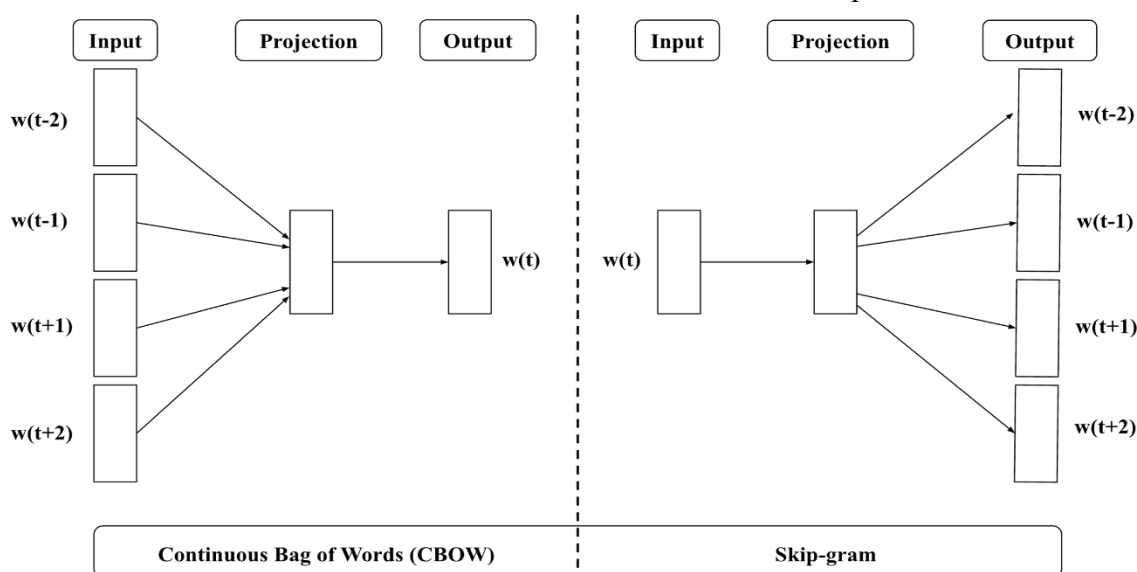 Input Projection Output Input Projection Output
w(t-2) w(t-2)
w(t-1) w(t-1)
w(t) w(t)
w(t+1) w(t+1)
w(t+2) w(t+2)
Continuous Bag of Words (CBOW) Skip-gram